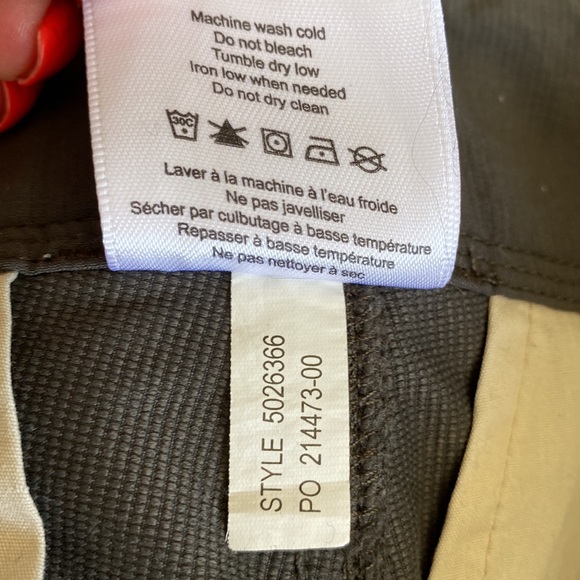 Machine wash cold
Do not bleach
Tumble dry low
Iron low when needed
Do not dry clean
30C
Laver à la machine à l'eau froide
Ne pas javelliser
Sécher par culbutage à basse température
Repasser à basse température
Ne pas nettoyer à sec
STYLE 5026366
PO 214473-00